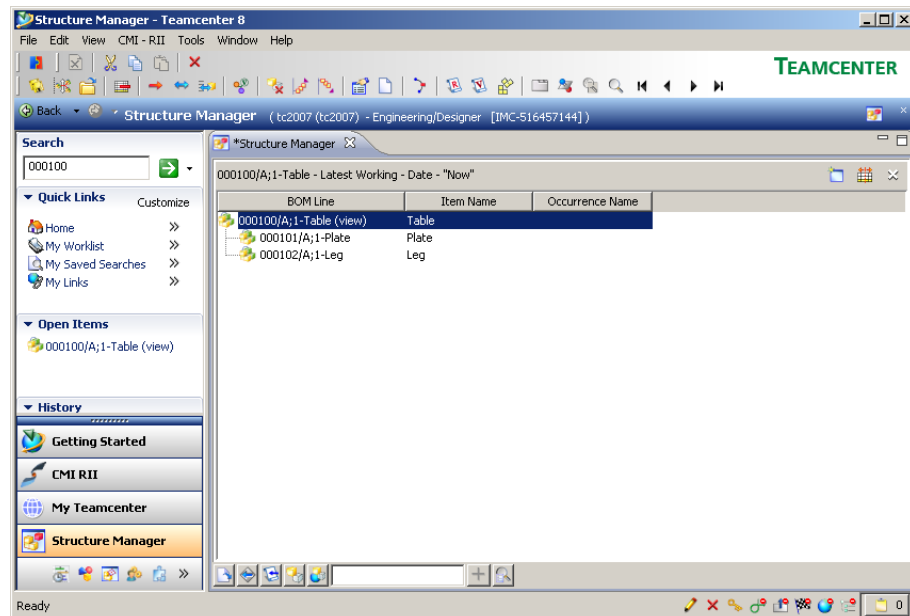 Structure Manager - Teamcenter 8
File Edit View CMI - RII Tools Window Help
TEAMCENTER
Back Structure Manager ( tc2007 (tc2007) - Engineering/Designer [IMC-516457144] )
Search
000100
Quick Links Customize
Home
My Worklist
My Saved Searches
My Links
Open Items
000100/A;1-Table (view)
History
Getting Started
CMI RII
My Teamcenter
Structure Manager
*Structure Manager
000100/A;1-Table - Latest Working - Date - "Now"
BOM Line Item Name Occurrence Name
000100/A;1-Table (view) Table
000101/A;1-Plate Plate
000102/A;1-Leg Leg
Ready 0